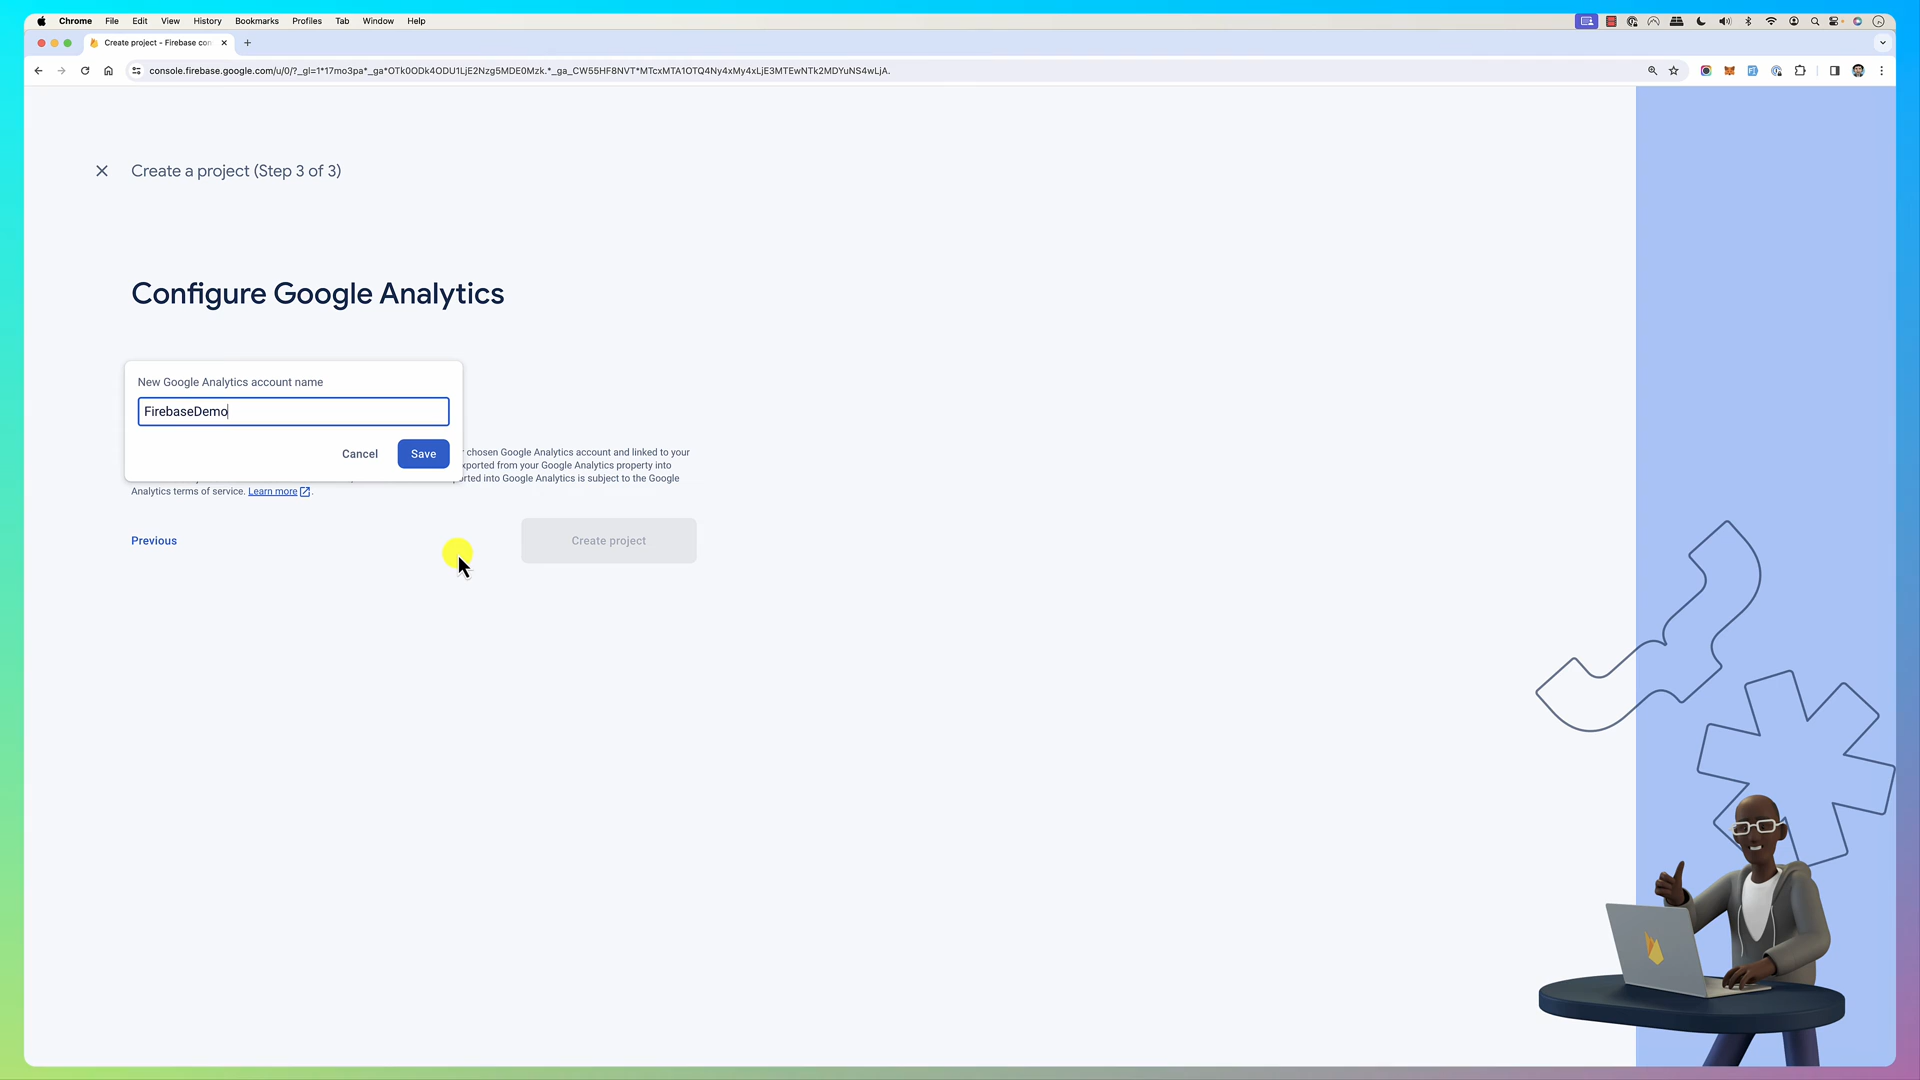 Chrome File Edit View History Bookmarks Profiles Tab Window Help
Create project - Firebase con
console.firebase.google.com/u/0/?_gl=1*17mo3pa*_ga*OTk0ODk4ODU1LjE2Nzg5MDE0Mzk.*_ga_CW55HF8NVT*MTcxMTA1OTQ4Ny4xMy4xLjE3MTEwNTk2MDYuNS4wLjA.
Create a project (Step 3 of 3)
Configure Google Analytics
New Google Analytics account name
FirebaseDemo
Cancel Save
chosen Google Analytics account and linked to your
xported from your Google Analytics property into
rted into Google Analytics is subject to the Google
Analytics terms of service. Learn more.
Previous
Create project